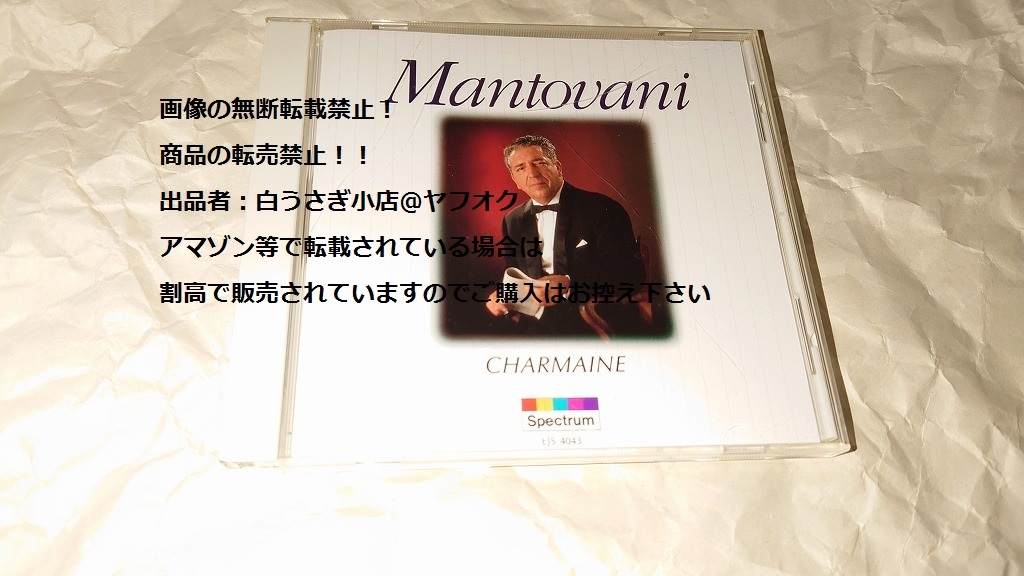 Mantovani
画像の無断転載禁止！
商品の転売禁止！！
出品者：白うさぎ小店@ヤフオク
アマゾン等で転載されている場合は
割高で販売されていますのでご購入はお控え下さい
CHARMAINE
Spectrum
EJS 4043